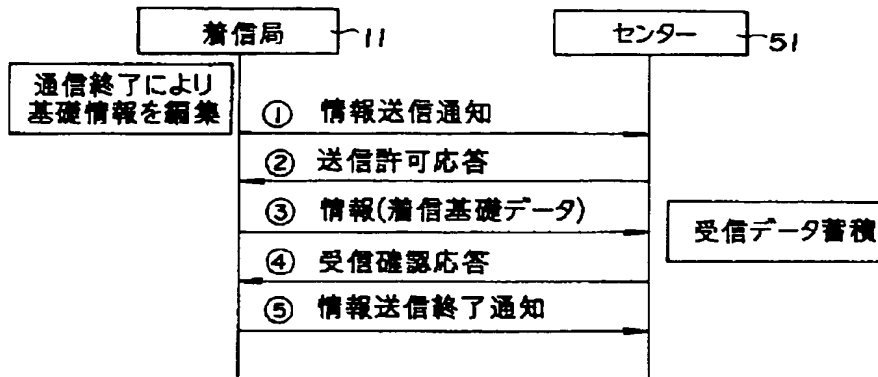 着信局 11
センター 51
通信終了により
基礎情報を編集
① 情報送信通知
② 送信許可応答
③ 情報(着信基礎データ)
受信データ蓄積
④ 受信確認応答
⑤ 情報送信終了通知